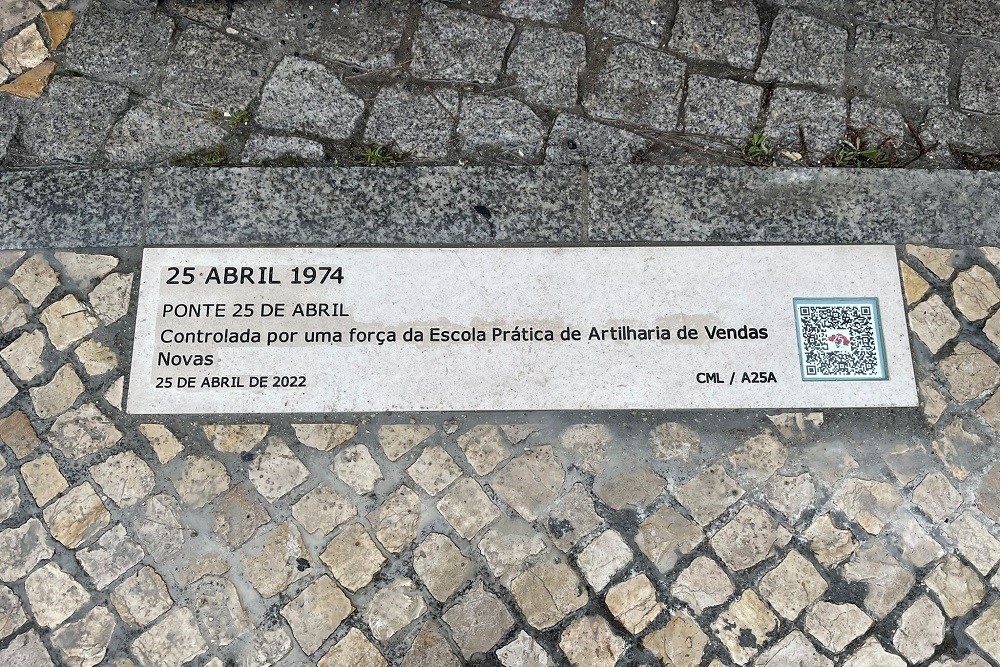 25 ABRIL 1974
PONTE 25 DE ABRIL
Controlada por uma força da Escola Prática de Artilharia de Vendas
Novas
25 DE ABRIL DE 2022
CML / A25A